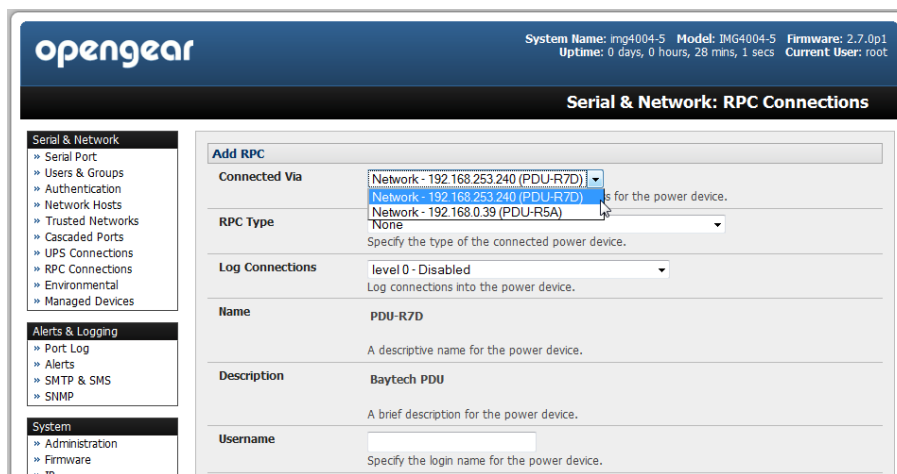 opengear
System Name: img4004-5 Model: IMG4004-5 Firmware: 2.7.0p1
Uptime: 0 days, 0 hours, 28 mins, 1 secs Current User: root
Serial & Network: RPC Connections
Serial & Network
» Serial Port
» Users & Groups
» Authentication
» Network Hosts
» Trusted Networks
» Cascaded Ports
» UPS Connections
» RPC Connections
» Environmental
» Managed Devices
Alerts & Logging
» Port Log
» Alerts
» SMTP & SMS
» SNMP
System
» Administration
» Firmware
» IP
Add RPC
Connected Via
Network - 192.168.253.240 (PDU-R7D)
Network - 192.168.253.240 (PDU-R7D)
Network - 192.168.0.39 (PDU-R5A)
s for the power device.
RPC Type
None
Specify the type of the connected power device.
Log Connections
level 0 - Disabled
Log connections into the power device.
Name
PDU-R7D
A descriptive name for the power device.
Description
Baytech PDU
A brief description for the power device.
Username
Specify the login name for the power device.